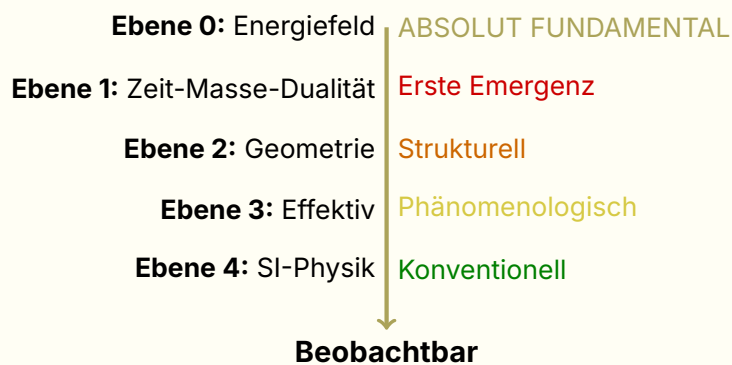 Ebene 0: Energiefeld ABSOLUT FUNDAMENTAL
Ebene 1: Zeit-Masse-Dualität Erste Emergenz
Ebene 2: Geometrie Strukturell
Ebene 3: Effektiv Phänomenologisch
Ebene 4: SI-Physik Konventionell
Beobachtbar